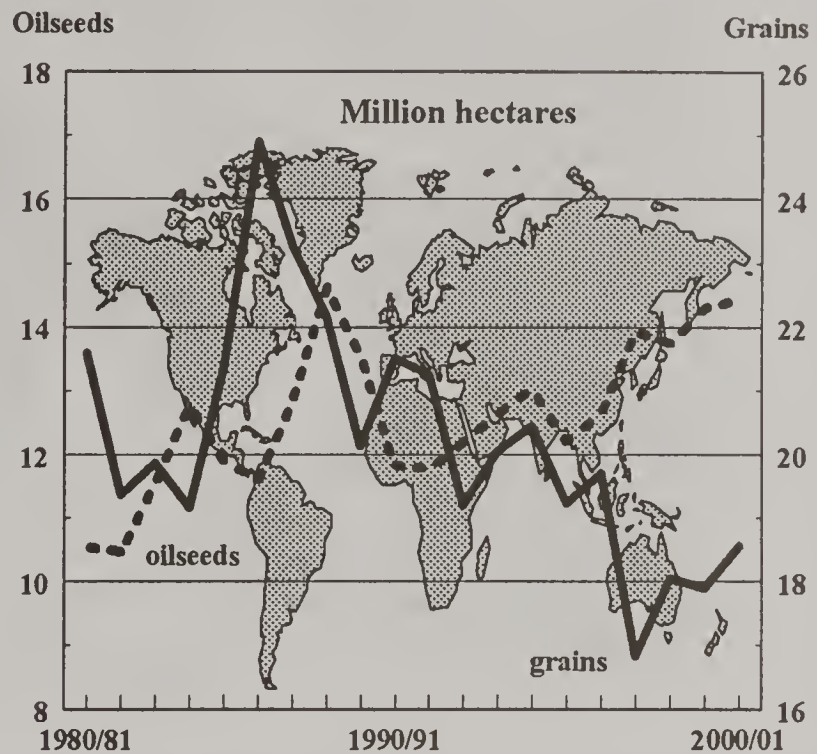 Oilseeds Grains
18 26
Million hectares
16 24
14 22
12 20
oilseeds
10 18
grains
8 16
1980/81 1990/91 2000/01